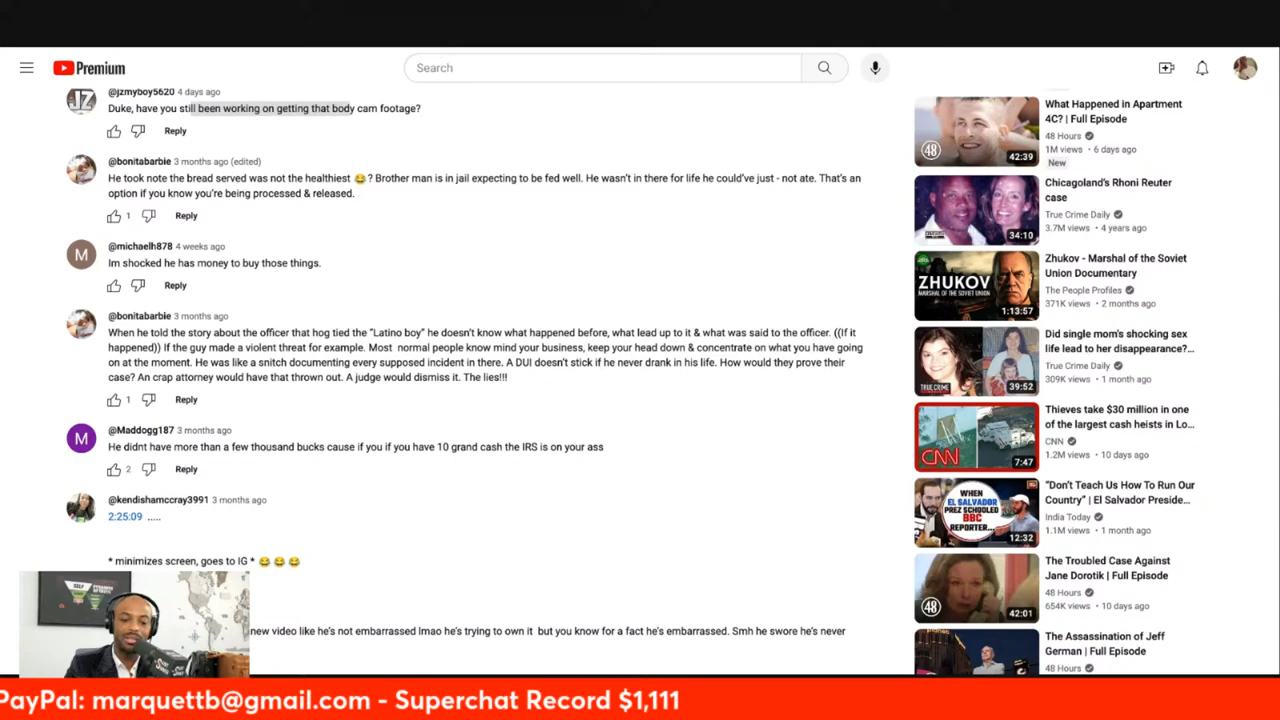 Premium
Search
@jzmyboy5620 4 days ago
Duke, have you still been working on getting that body cam footage?
Reply
@bonitabarbie 3 months ago (edited)
He took note the bread served was not the healthiest 😂? Brother man is in jail expecting to be fed well. He wasn't in there for life he could've just - not ate. That's an
option if you know you're being processed & released.
1 Reply
M
@michaelh878 4 weeks ago
Im shocked he has money to buy those things.
Reply
@bonitabarbie 3 months ago
When he told the story about the officer that hog tied the "Latino boy" he doesn't know what happened before, what lead up to it & what was said to the officer. ((If it
happened)) If the guy made a violent threat for example. Most normal people know mind your business, keep your head down & concentrate on what you have going
on at the moment. He was like a snitch documenting every supposed incident in there. A DUI doesn't stick if he never drank in his life. How would they prove their
case? An crap attorney would have that thrown out. A judge would dismiss it. The lies!!!
1 Reply
M
@Maddogg187 3 months ago
He didnt have more than a few thousand bucks cause if you if you have 10 grand cash the IRS is on your ass
2 Reply
@kendishamccray3991 3 months ago
2:25:09 .....
* minimizes screen, goes to IG * 😂 😂 😂
new video like he's not embarrassed lmao he's trying to own it but you know for a fact he's embarrassed. Smh he swore he's never
What Happened in Apartment
4C? | Full Episode
48 Hours
1M views • 6 days ago
New
48
42:39
Chicagoland's Rhoni Reuter
case
True Crime Daily
3.7M views • 4 years ago
34:10
Zhukov - Marshal of the Soviet
Union Documentary
The People Profiles
371K views • 2 months ago
ZHUKOV
MARSHAL OF THE SOVIET UNION
1:13:57
Did single mom's shocking sex
life lead to her disappearance?...
True Crime Daily
309K views • 1 month ago
TRUE CRIME
39:52
Thieves take $30 million in one
of the largest cash heists in Lo...
CNN
1.2M views • 10 days ago
CNN
7:47
"Don't Teach Us How To Run Our
Country" | El Salvador Preside...
India Today
1.1M views • 1 month ago
WHEN
EL SALVADOR
PREZ SCHOOLED
BBC
REPORTER...
12:32
The Troubled Case Against
Jane Dorotik | Full Episode
48 Hours
654K views • 10 days ago
48
42:01
The Assassination of Jeff
German | Full Episode
48 Hours
PayPal: marquettb@gmail.com - Superchat Record $1,111